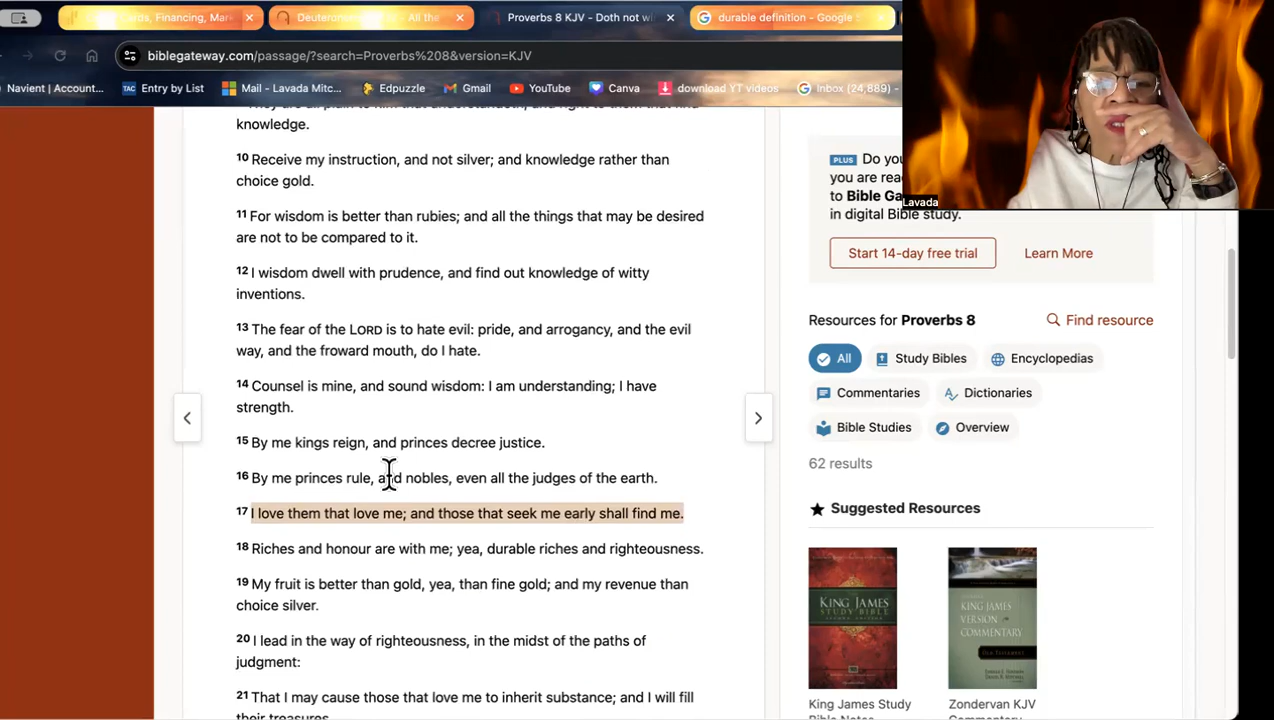 Cards, Financing, Mar
Deuteronom
- All the
Proverbs 8 KJV - Doth not wi
durable definition - Google S
biblegateway.com/passage/?search=Proverbs%208&version=KJV
Navient | Account...
TAC Entry by List
Mail - Lavada Mitc...
Edpuzzle
Gmail
YouTube
Canva
download YT videos
Inbox (24,889) -
Lavada
knowledge.
10 Receive my instruction, and not silver; and knowledge rather than
choice gold.
11 For wisdom is better than rubies; and all the things that may be desired
are not to be compared to it.
12 I wisdom dwell with prudence, and find out knowledge of witty
inventions.
13 The fear of the LORD is to hate evil: pride, and arrogancy, and the evil
way, and the froward mouth, do I hate.
14 Counsel is mine, and sound wisdom: I am understanding; I have
strength.
15 By me kings reign, and princes decree justice.
16 By me princes rule, and nobles, even all the judges of the earth.
17 I love them that love me; and those that seek me early shall find me.
18 Riches and honour are with me; yea, durable riches and righteousness.
19 My fruit is better than gold, yea, than fine gold; and my revenue than
choice silver.
20 I lead in the way of righteousness, in the midst of the paths of
judgment:
21 That I may cause those that love me to inherit substance; and I will fill
their treasures.
PLUS Do you
you are rea
to Bible Ga
in digital Bible study.
Start 14-day free trial
Learn More
Resources for Proverbs 8
Find resource
All
Study Bibles
Encyclopedias
Commentaries
Dictionaries
Bible Studies
Overview
62 results
Suggested Resources
KING JAMES
STUDY BIBLE
KING JAMES
VERSION
COMMENTARY
King James Study
Bible Notes
Zondervan KJV
Commentary